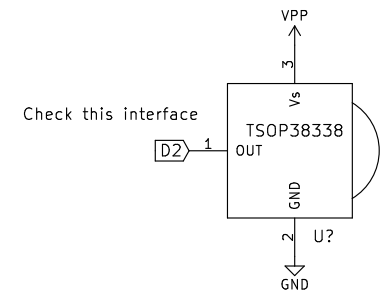 VPP
3
Vs
Check this interface
TSOP38338
D2
1
OUT
GND
2
U?
GND